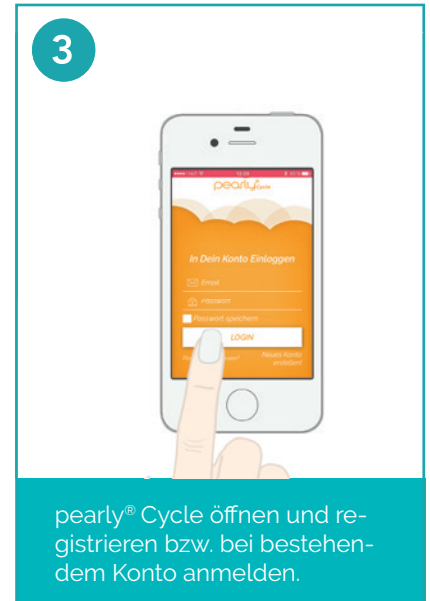 3
pearly Cycle
In Dein Konto Einloggen
Email
Passwort
Passwort speichern
LOGIN
Neues Konto
erstellen!
pearly® Cycle öffnen und re-
gistrieren bzw. bei bestehen-
dem Konto anmelden.